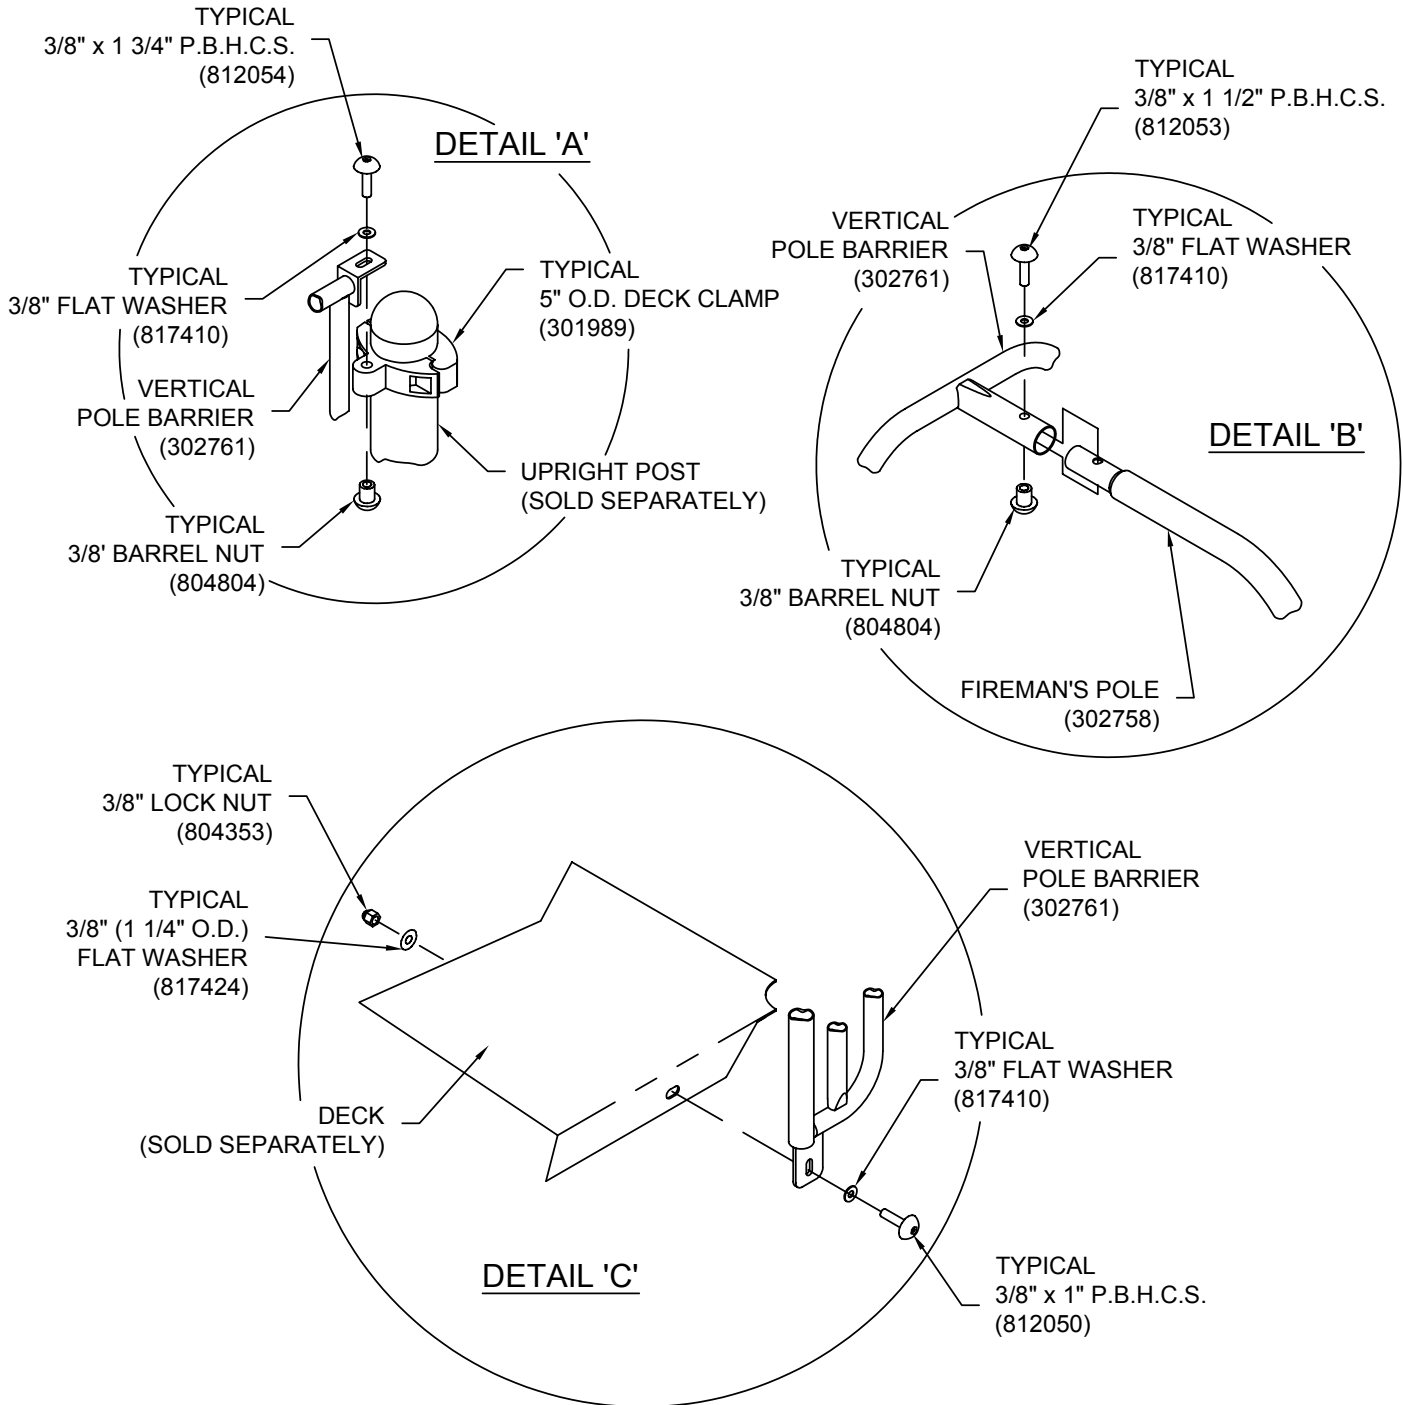 TYPICAL
3/8" x 1 3/4" P.B.H.C.S.
(812054)
DETAIL 'A'
TYPICAL
3/8" FLAT WASHER
(817410)
TYPICAL
5" O.D. DECK CLAMP
(301989)
VERTICAL
POLE BARRIER
(302761)
UPRIGHT POST
(SOLD SEPARATELY)
TYPICAL
3/8' BARREL NUT
(804804)
TYPICAL
3/8" x 1 1/2" P.B.H.C.S.
(812053)
VERTICAL
POLE BARRIER
(302761)
TYPICAL
3/8" FLAT WASHER
(817410)
DETAIL 'B'
TYPICAL
3/8" BARREL NUT
(804804)
FIREMAN'S POLE
(302758)
TYPICAL
3/8" LOCK NUT
(804353)
TYPICAL
3/8" (1 1/4" O.D.)
FLAT WASHER
(817424)
VERTICAL
POLE BARRIER
(302761)
TYPICAL
3/8" FLAT WASHER
(817410)
DECK
(SOLD SEPARATELY)
DETAIL 'C'
TYPICAL
3/8" x 1" P.B.H.C.S.
(812050)